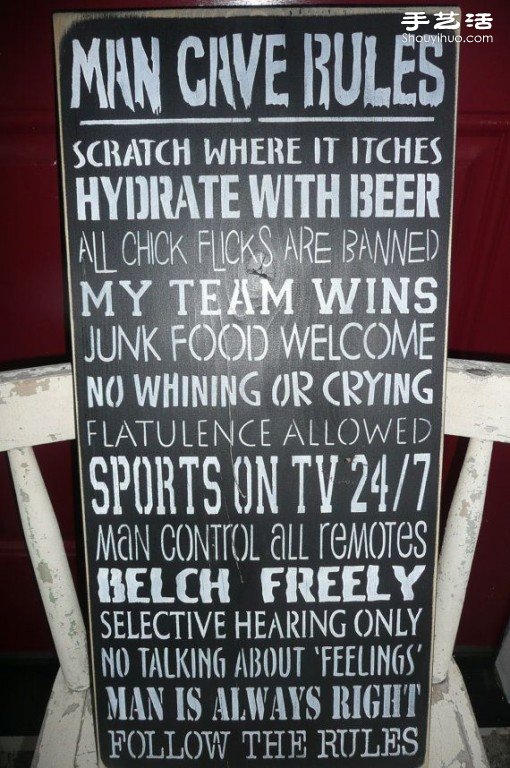 手艺活
Shouyihuo.com
MAN CAVE RULES
SCRATCH WHERE IT ITCHES
HYDRATE WITH BEER
ALL CHICK FLICKS ARE BANNED
MY TEAM WINS
JUNK FOOD WELCOME
NO WHINING OR CRYING
FLATULENCE ALLOWED
SPORTS ON TV 24/7
maN CONTROL all remoTes
BELCH FREELY
SELECTIVE HEARING ONLY
NO TALKING ABOUT 'FEELINGS'
MAN IS ALWAYS RIGHT
FOLLOW THE RULES